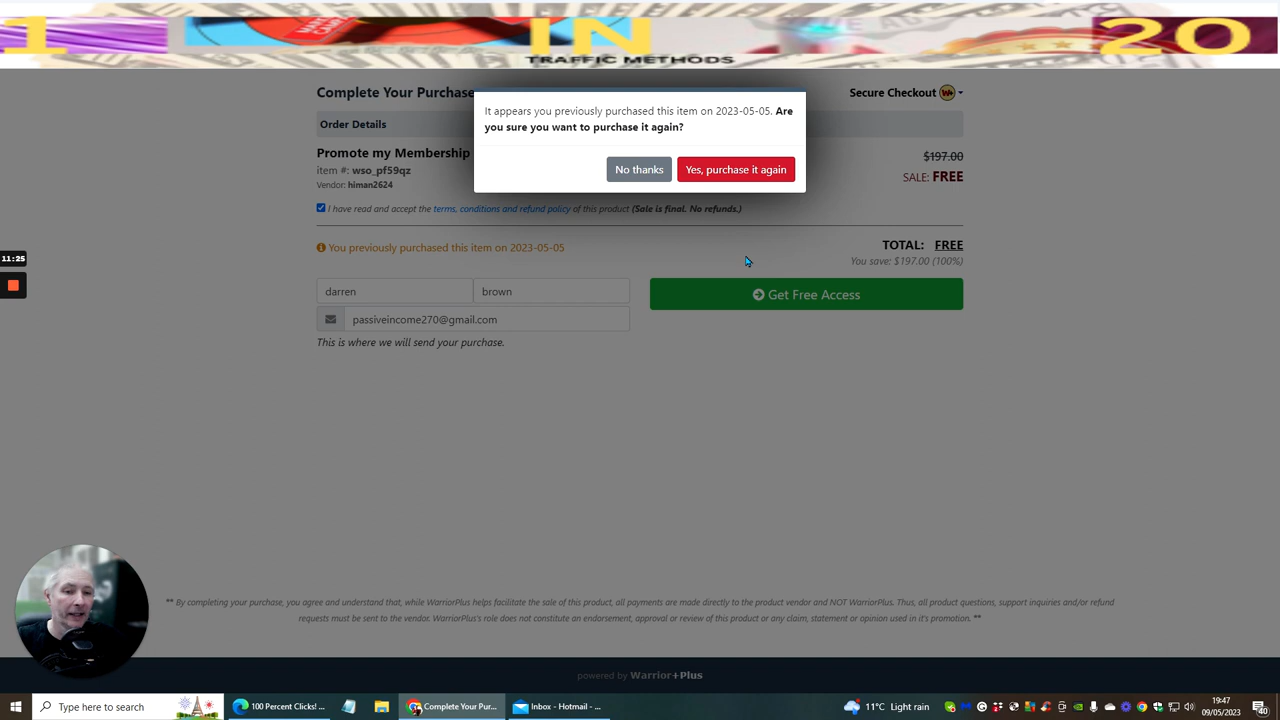 1 IN 20
TRAFFIC METHODS
Complete Your Purchase
Secure Checkout
Order Details
It appears you previously purchased this item on 2023-05-05. Are
you sure you want to purchase it again?
No thanks
Yes, purchase it again
Promote my Membership
$197.00
item #: wso_pf59qz
SALE: FREE
Vendor: himan2624
I have read and accept the terms, conditions and refund policy of this product (Sale is final. No refunds.)
You previously purchased this item on 2023-05-05
TOTAL: FREE
You save: $197.00 (100%)
11:25
darren
brown
Get Free Access
passiveincome270@gmail.com
This is where we will send your purchase.
** By completing your purchase, you agree and understand that, while WarriorPlus helps facilitate the sale of this product, all payments are made directly to the product vendor and NOT WarriorPlus. Thus, all product questions, support inquiries and/or refund
requests must be sent to the vendor. WarriorPlus's role does not constitute an endorsement, approval or review of this product or any claim, statement or opinion used in it's promotion. **
powered by Warrior+Plus
Type here to search
100 Percent Clicks! ...
Complete Your Pur...
Inbox - Hotmail - ...
11°C Light rain
19:47
09/05/2023